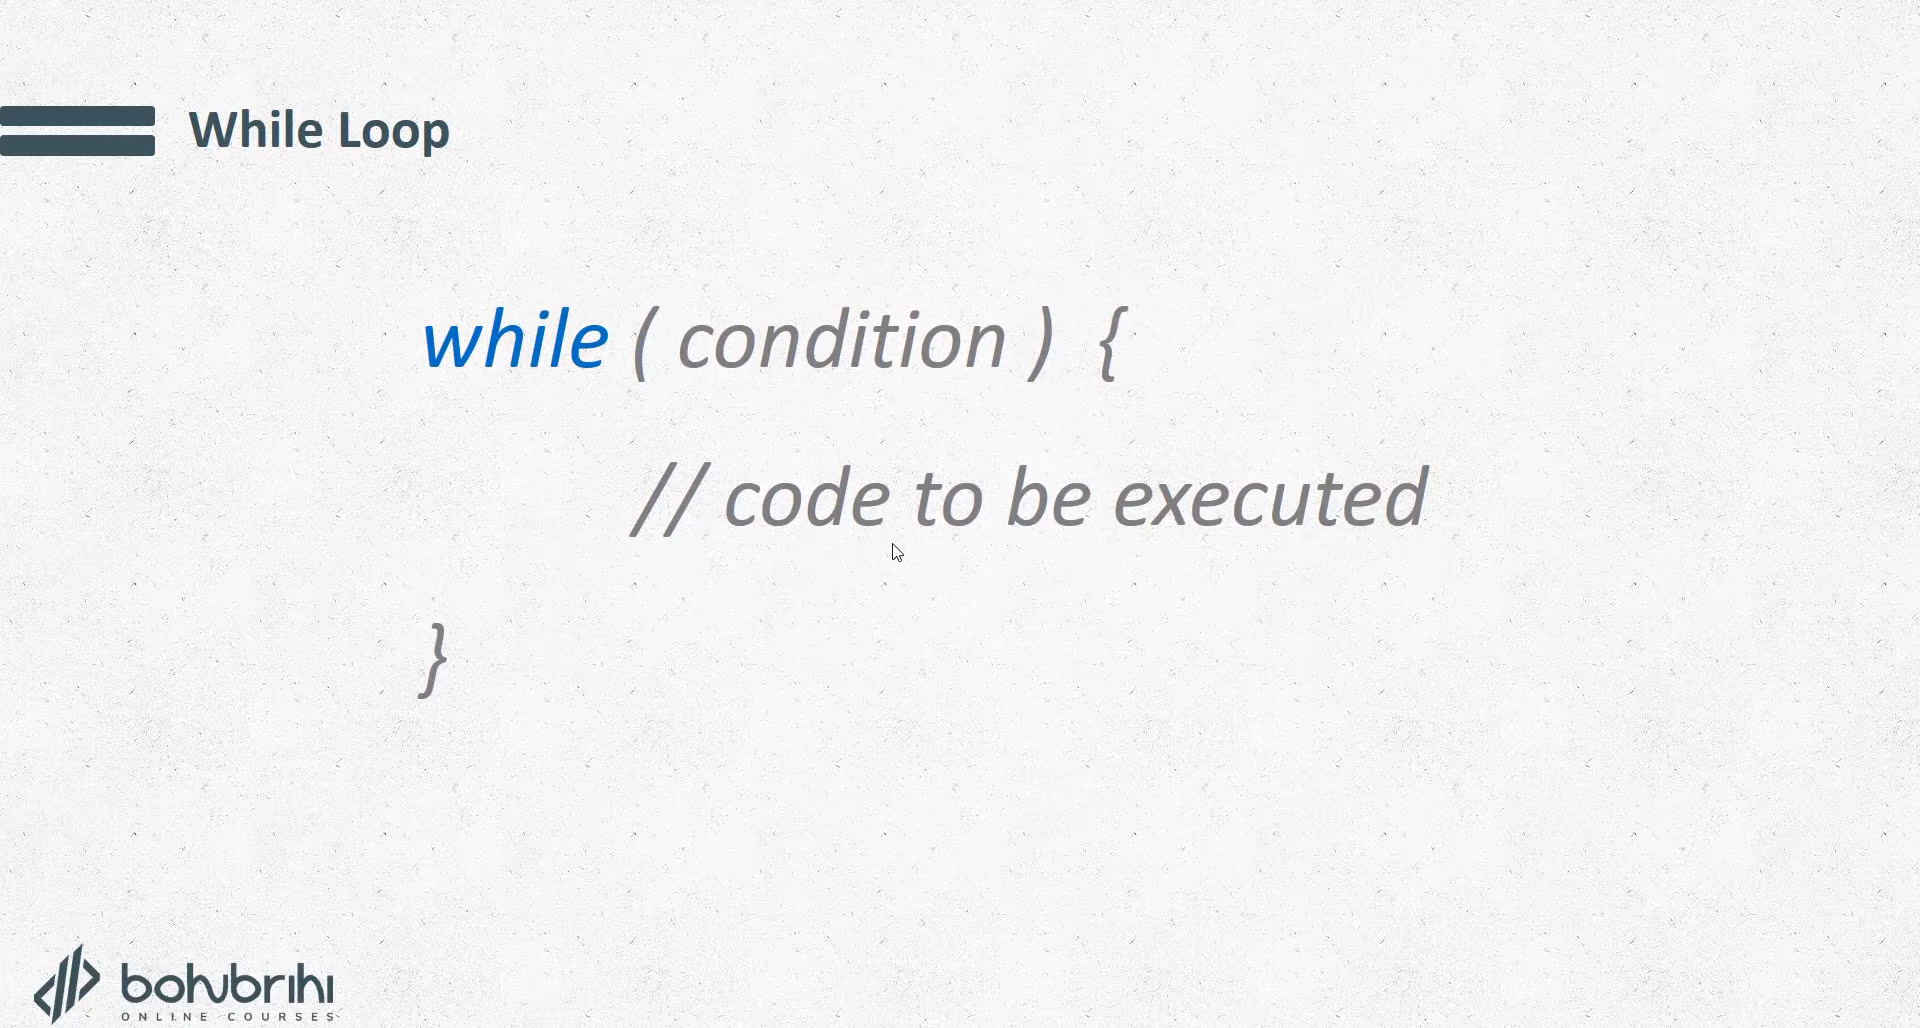 While Loop
while ( condition ) {
// code to be executed
}
bohubrihi
ONLINE COURSES